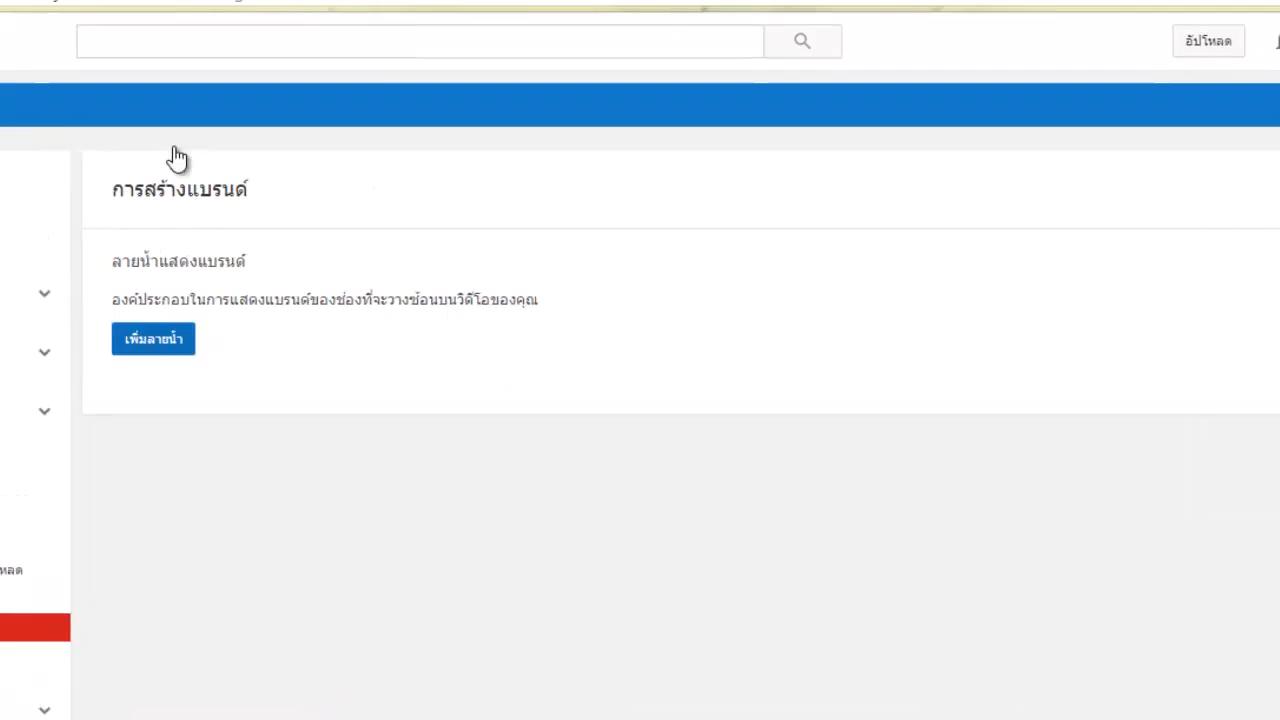 อัปโหลด
การสร้างแบรนด์
ลายน้ำแสดงแบรนด์
องค์ประกอบในการแสดงแบรนด์ของช่องที่จะวางซ้อนบนวิดีโอของคุณ
เพิ่มลายน้ำ
หลด